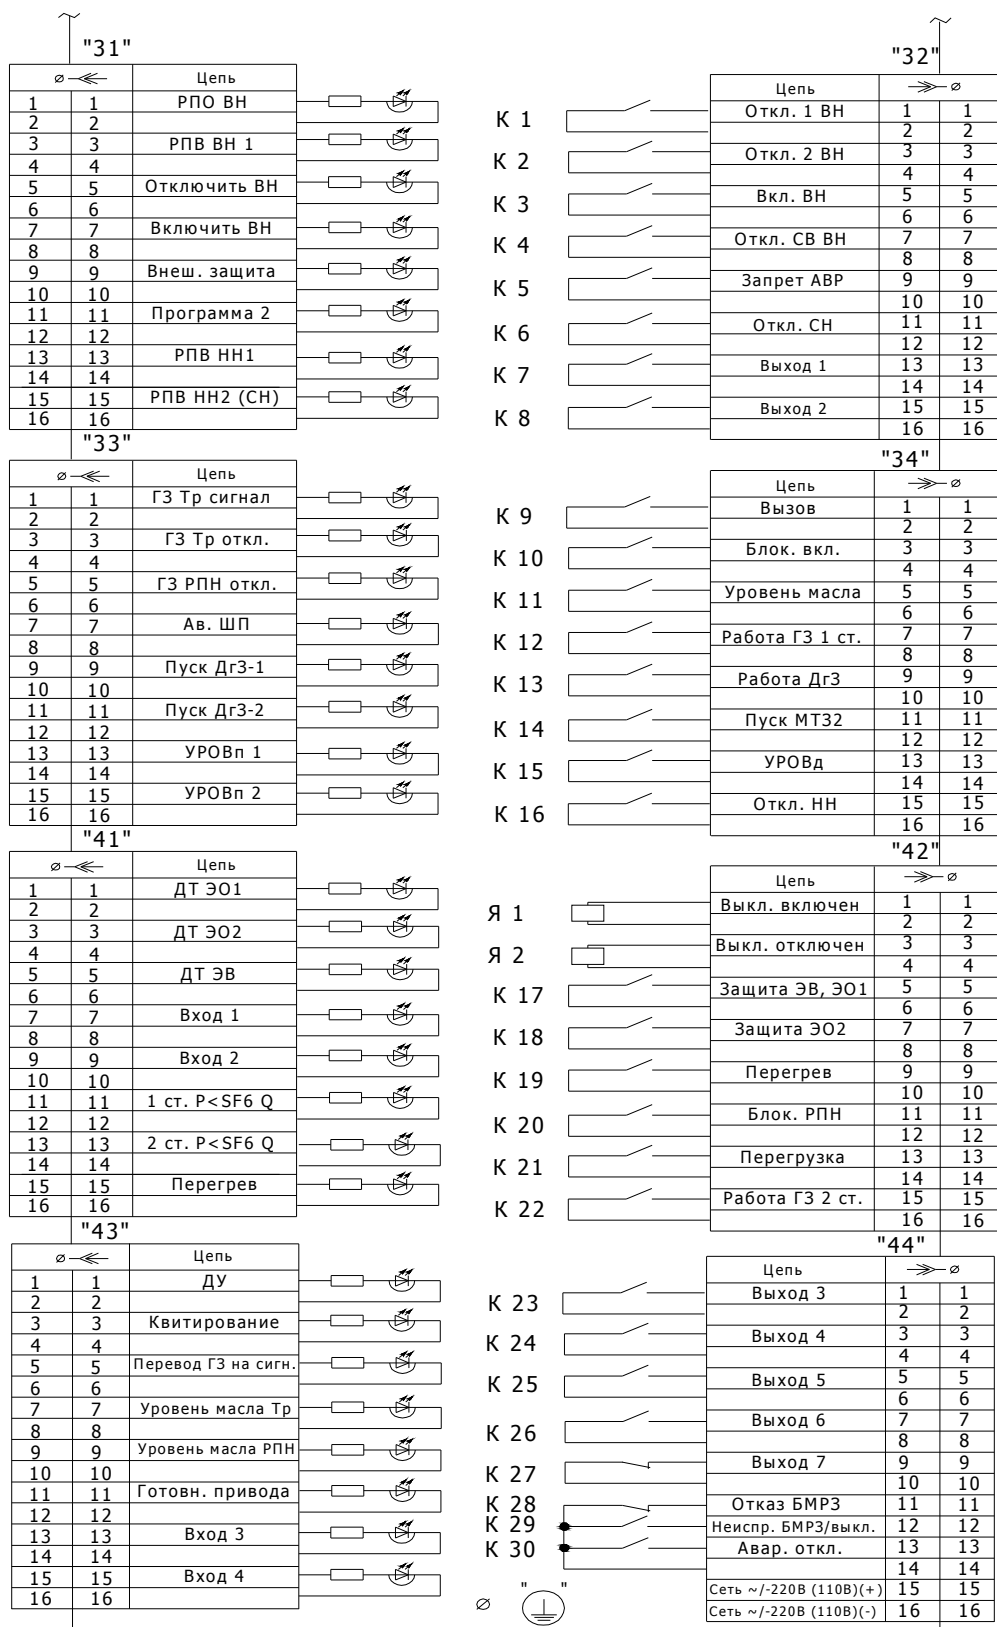 "31"
Ø Цепь
1 1 РПО ВН
2 2
3 3 РПВ ВН 1
4 4
5 5 Отключить ВН
6 6
7 7 Включить ВН
8 8
9 9 Внеш. защита
10 10
11 11 Программа 2
12 12
13 13 РПВ НН1
14 14
15 15 РПВ НН2 (СН)
16 16
"32"
Цепь Ø
К 1 Откл. 1 ВН 1 1
2 2
К 2 Откл. 2 ВН 3 3
4 4
К 3 Вкл. ВН 5 5
6 6
К 4 Откл. СВ ВН 7 7
8 8
К 5 Запрет АВР 9 9
10 10
К 6 Откл. СН 11 11
12 12
К 7 Выход 1 13 13
14 14
К 8 Выход 2 15 15
16 16
"33"
Ø Цепь
1 1 ГЗ Тр сигнал
2 2
3 3 ГЗ Тр откл.
4 4
5 5 ГЗ РПН откл.
6 6
7 7 Ав. ШП
8 8
9 9 Пуск ДгЗ-1
10 10
11 11 Пуск ДгЗ-2
12 12
13 13 УРОВп 1
14 14
15 15 УРОВп 2
16 16
"34"
Цепь Ø
К 9 Вызов 1 1
2 2
К 10 Блок. вкл. 3 3
4 4
К 11 Уровень масла 5 5
6 6
К 12 Работа ГЗ 1 ст. 7 7
8 8
К 13 Работа ДгЗ 9 9
10 10
К 14 Пуск МТЗ2 11 11
12 12
К 15 УРОВд 13 13
14 14
К 16 Откл. НН 15 15
16 16
"41"
Ø Цепь
1 1 ДТ ЭО1
2 2
3 3 ДТ ЭО2
4 4
5 5 ДТ ЭВ
6 6
7 7 Вход 1
8 8
9 9 Вход 2
10 10
11 11 1 ст. P<SF6 Q
12 12
13 13 2 ст. P<SF6 Q
14 14
15 15 Перегрев
16 16
"42"
Цепь Ø
Я 1 Выкл. включен 1 1
2 2
Я 2 Выкл. отключен 3 3
4 4
К 17 Защита ЭВ, ЭО1 5 5
6 6
К 18 Защита ЭО2 7 7
8 8
К 19 Перегрев 9 9
10 10
К 20 Блок. РПН 11 11
12 12
К 21 Перегрузка 13 13
14 14
К 22 Работа ГЗ 2 ст. 15 15
16 16
"43"
Ø Цепь
1 1 ДУ
2 2
3 3 Квитирование
4 4
5 5 Перевод ГЗ на сигн.
6 6
7 7 Уровень масла Тр
8 8
9 9 Уровень масла РПН
10 10
11 11 Готовн. привода
12 12
13 13 Вход 3
14 14
15 15 Вход 4
16 16
"44"
Цепь Ø
К 23 Выход 3 1 1
2 2
К 24 Выход 4 3 3
4 4
К 25 Выход 5 5 5
6 6
К 26 Выход 6 7 7
8 8
К 27 Выход 7 9 9
10 10
К 28 Отказ БМРЗ 11 11
К 29 Неиспр. БМРЗ/выкл. 12 12
К 30 Авар. откл. 13 13
14 14
Сеть ~/-220В (110В)(+) 15 15
Сеть ~/-220В (110В)(-) 16 16
Ø " "